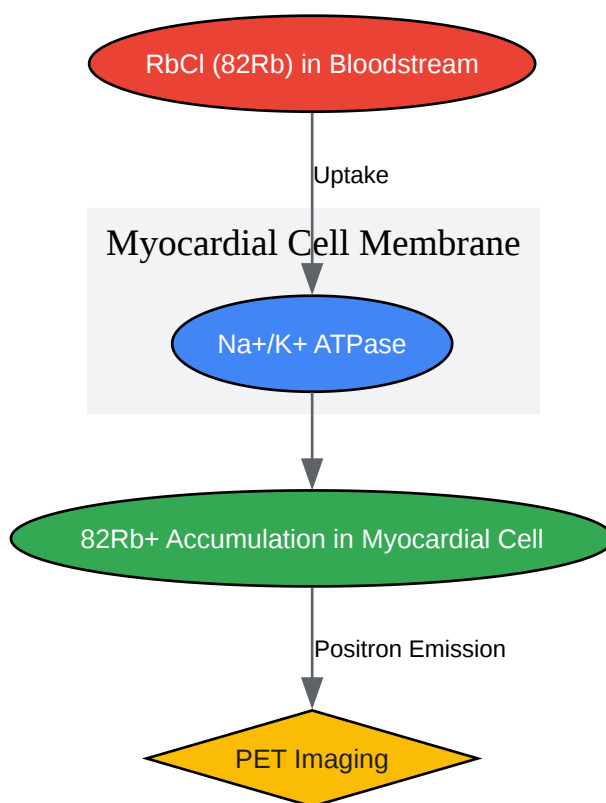 RbCl (82Rb) in Bloodstream
Uptake
Myocardial Cell Membrane
Na+/K+ ATPase
82Rb+ Accumulation in Myocardial Cell
Positron Emission
PET Imaging